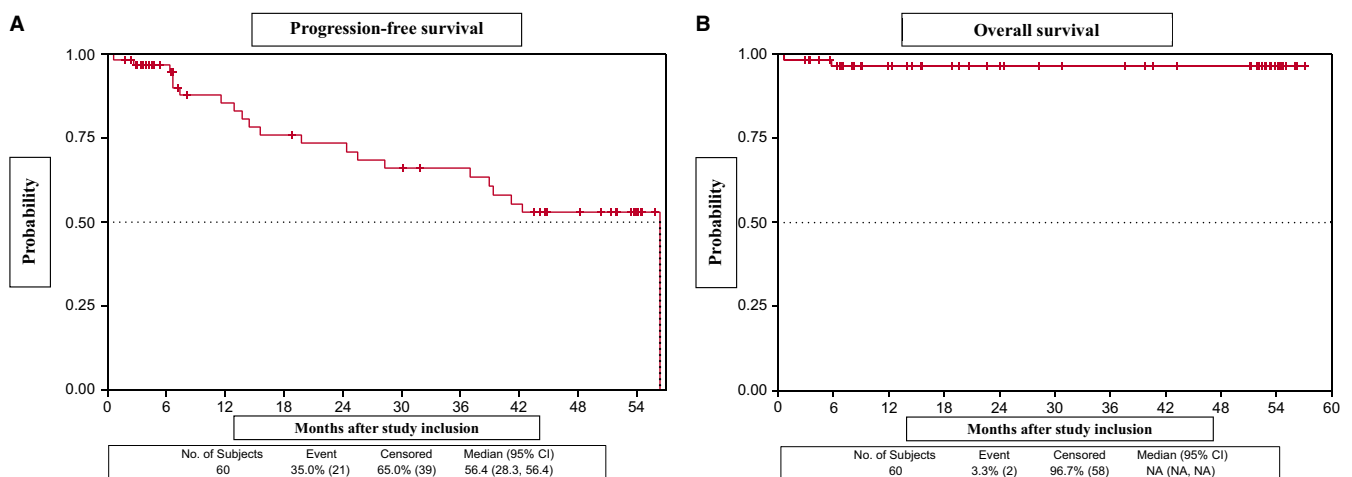 A
Progression-free survival
1.00
0.75
0.50
0.25
0.00
Probability
0 6 12 18 24 30 36 42 48 54
Months after study inclusion
No. of Subjects Event Censored Median (95% CI)
60 35.0% (21) 65.0% (39) 56.4 (28.3, 56.4)
B
Overall survival
1.00
0.75
0.50
0.25
0.00
Probability
0 6 12 18 24 30 36 42 48 54 60
Months after study inclusion
No. of Subjects Event Censored Median (95% CI)
60 3.3% (2) 96.7% (58) NA (NA, NA)